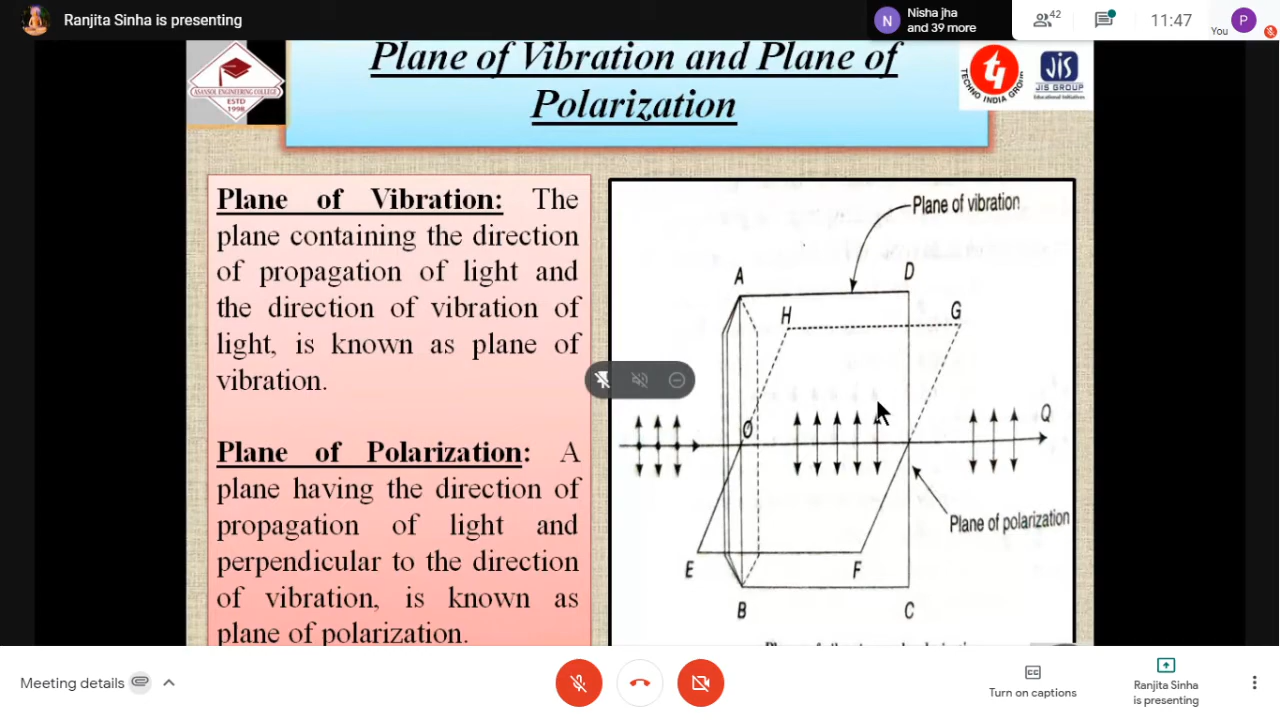 Ranjita Sinha is presenting
N
Nisha jha
and 39 more
42
11:47
You
P
ASANSOL ENGINEERING COLLEGE
ESTD
1998
Plane of Vibration and Plane of
Polarization
TECHNO INDIA GROUP
JIS
JIS GROUP
Educational Initiatives
Plane of Vibration: The
plane containing the direction
of propagation of light and
the direction of vibration of
light, is known as plane of
vibration.
Plane of Polarization: A
plane having the direction of
propagation of light and
perpendicular to the direction
of vibration, is known as
plane of polarization.
Plane of vibration
A
D
H
G
O
Q
Plane of polarization
E
F
B
C
Meeting details
CC
Turn on captions
Ranjita Sinha
is presenting